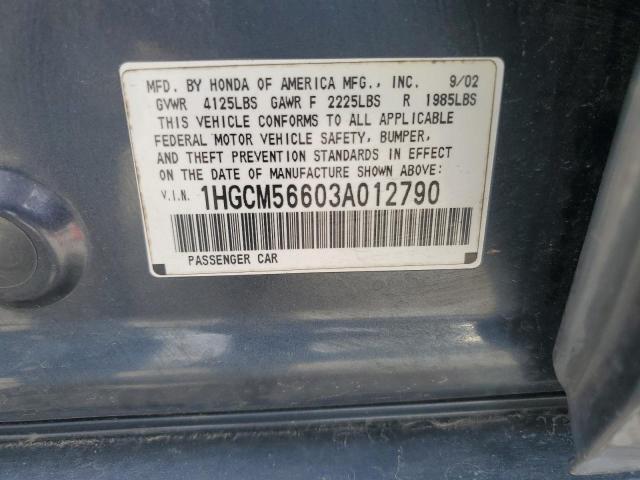 MFD. BY HONDA OF AMERICA MFG., INC. 9/02
GVWR 4125LBS GAWR F 2225LBS R 1985LBS
THIS VEHICLE CONFORMS TO ALL APPLICABLE
FEDERAL MOTOR VEHICLE SAFETY, BUMPER,
AND THEFT PREVENTION STANDARDS IN EFFECT
ON THE DATE OF MANUFACTURE SHOWN ABOVE:
V.I.N. 1HGCM56603A012790
PASSENGER CAR